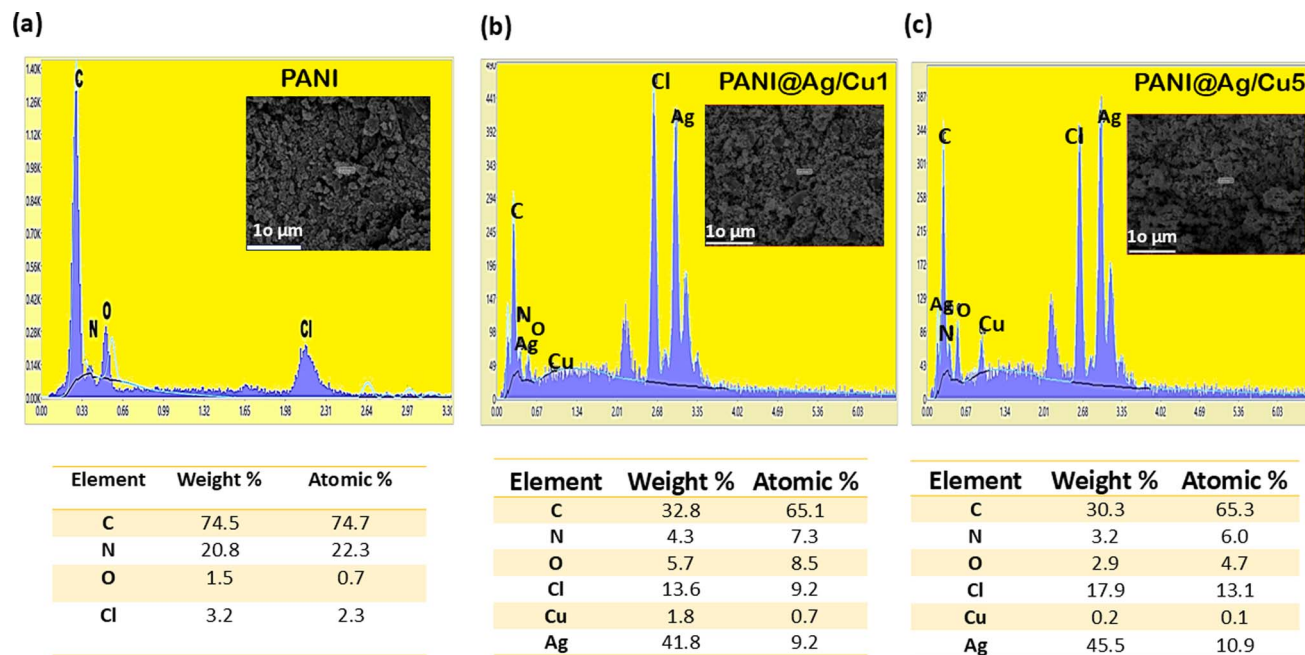 (a)
PANI
1.40K
1.26K
1.12K
0.98K
0.84K
0.70K
0.56K
0.42K
0.28K
0.14K
0.00K
C
N
O
Cl
1o µm
0.00 0.33 0.66 0.99 1.32 1.65 1.98 2.31 2.64 2.97 3.30
Element Weight % Atomic %
C 74.5 74.7
N 20.8 22.3
O 1.5 0.7
Cl 3.2 2.3
(b)
PANI@Ag/Cu1
490
441
392
343
294
245
196
147
98
49
0
C
N
O
Ag
Cu
Cl
Ag
1o µm
0.00 0.67 1.34 2.01 2.68 3.35 4.02 4.69 5.36 6.03
Element Weight % Atomic %
C 32.8 65.1
N 4.3 7.3
O 5.7 8.5
Cl 13.6 9.2
Cu 1.8 0.7
Ag 41.8 9.2
(c)
PANI@Ag/Cu5
387
344
301
258
215
172
129
86
43
0
C
Ag
O
N
Cu
Cl
Ag
1o µm
0.00 0.67 1.34 2.01 2.68 3.35 4.02 4.69 5.36 6.03
Element Weight % Atomic %
C 30.3 65.3
N 3.2 6.0
O 2.9 4.7
Cl 17.9 13.1
Cu 0.2 0.1
Ag 45.5 10.9